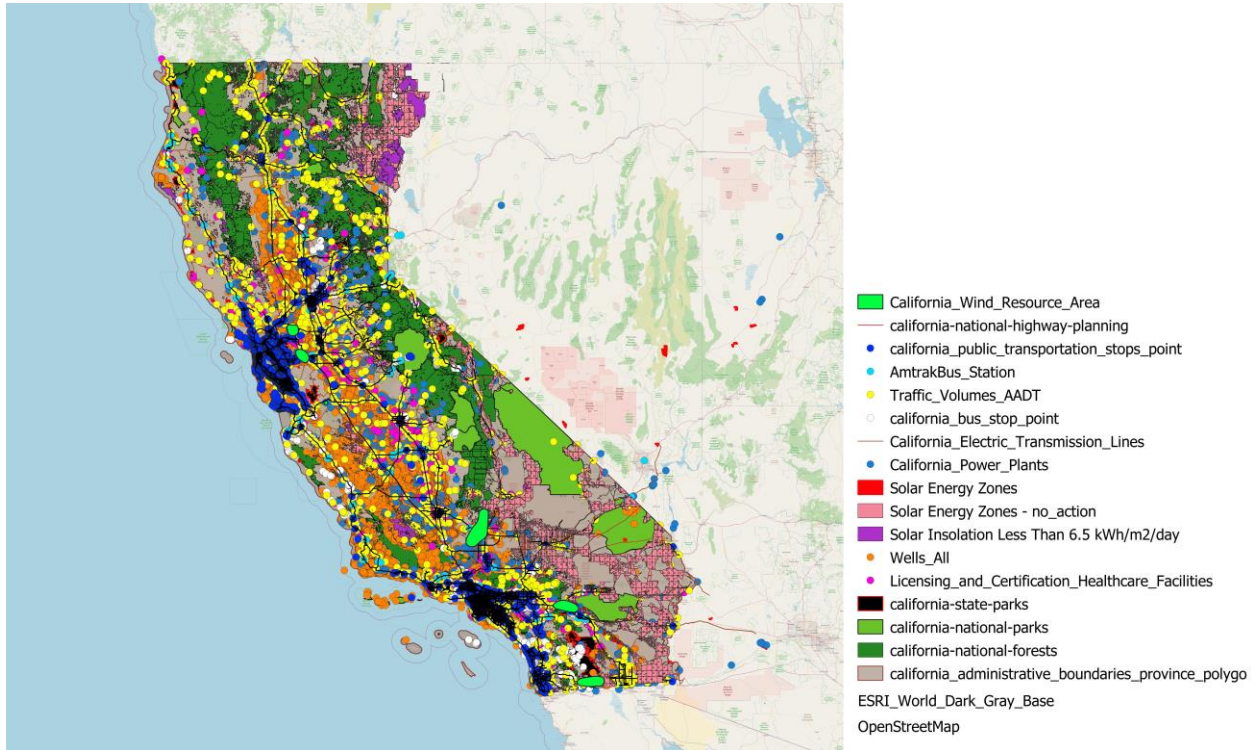 California_Wind_Resource_Area
california-national-highway-planning
california_public_transportation_stops_point
AmtrakBus_Station
Traffic_Volumes_AADT
california_bus_stop_point
California_Electric_Transmission_Lines
California_Power_Plants
Solar Energy Zones
Solar Energy Zones - no_action
Solar Insolation Less Than 6.5 kWh/m2/day
Wells_All
Licensing_and_Certification_Healthcare_Facilities
california-state-parks
california-national-parks
california-national-forests
california_administrative_boundaries_province_polygo
ESRI_World_Dark_Gray_Base
OpenStreetMap